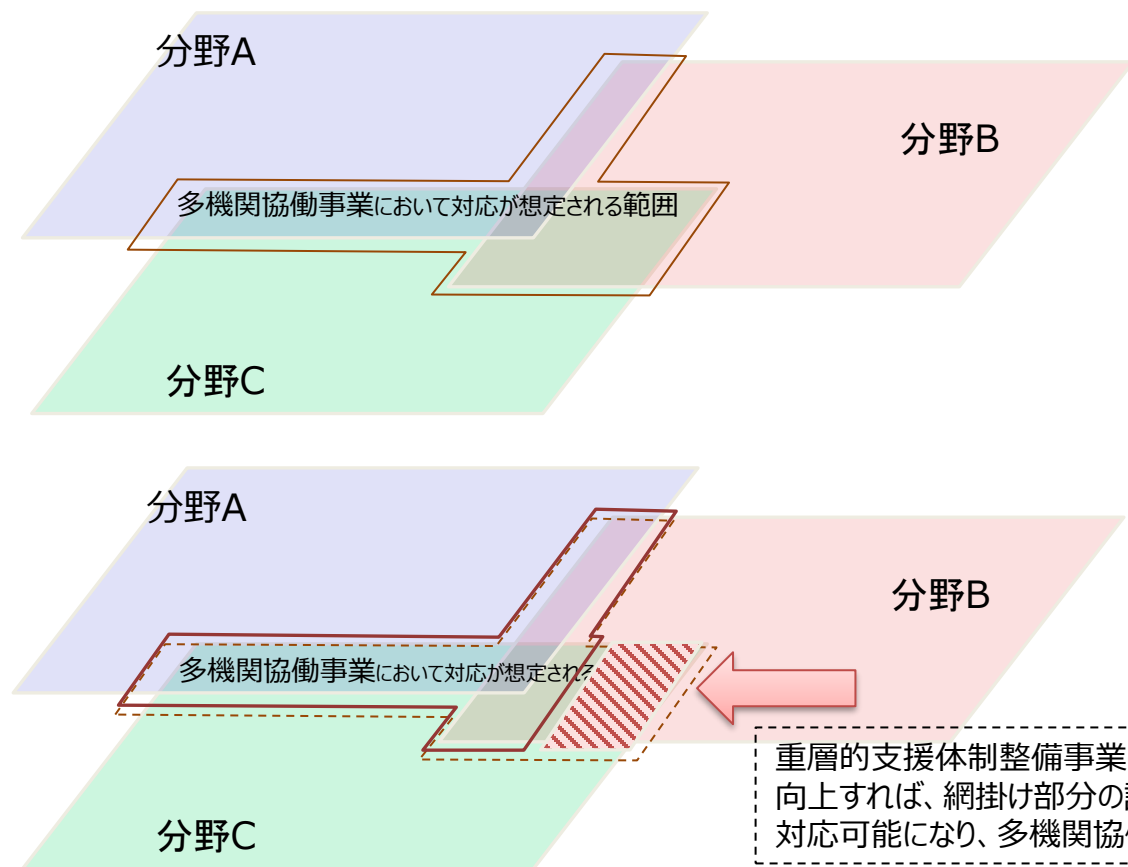 分野A
分野B
多機関協働事業において対応が想定される範囲
分野C
分野A
分野B
多機関協働事業において対応が想定され
重層的支援体制整備事業
向上すれば、網掛け部分の
対応可能になり、多機関協
分野C